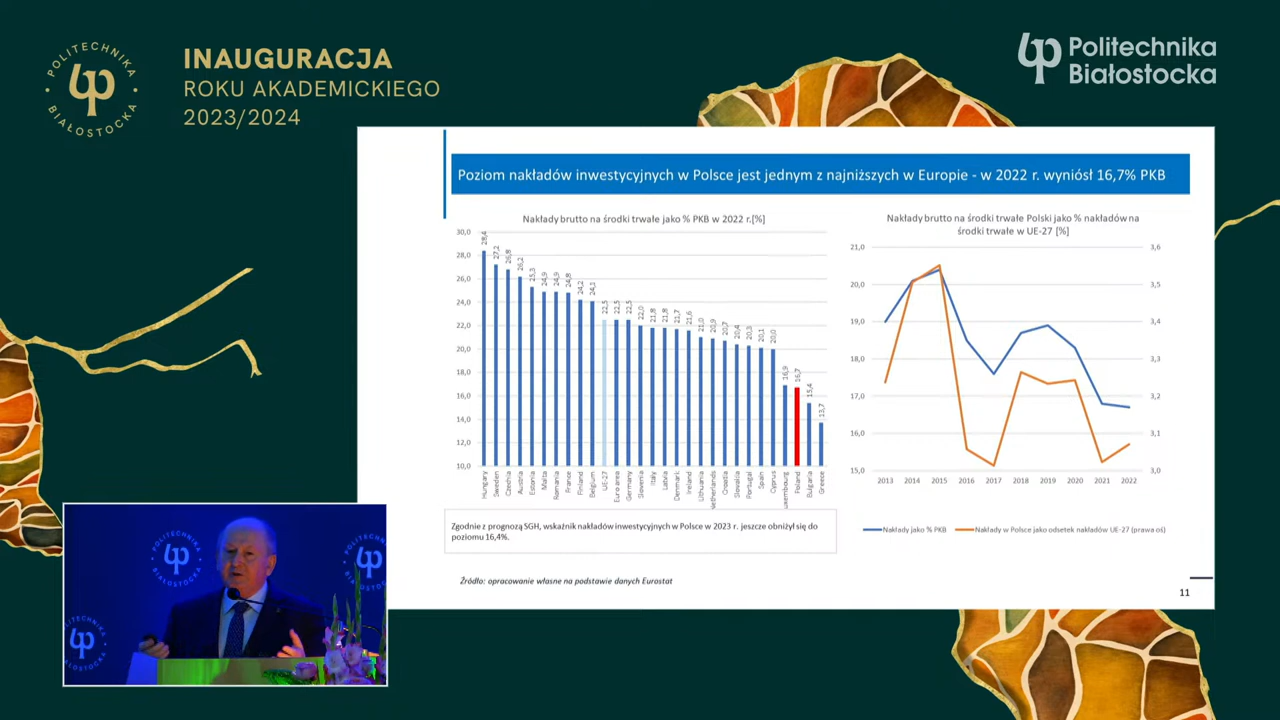 POLITECHNIKA
BIAŁOSTOCKA
INAUGURACJA
ROKU AKADEMICKIEGO
2023/2024
Politechnika
Białostocka
Poziom nakładów inwestycyjnych w Polsce jest jednym z najniższych w Europie - w 2022 r. wyniósł 16,7% PKB
Nakłady brutto na środki trwałe jako % PKB w 2022 r.[%]
30,0
28,0
26,0
24,0
22,0
20,0
18,0
16,0
14,0
12,0
10,0
28,4
27,2
26,8
26,2
25,3
24,9
24,9
24,8
24,2
24,1
22,5
22,5
22,5
22,0
21,8
21,8
21,7
21,6
21,0
20,9
20,7
20,4
20,3
20,1
20,0
16,9
16,7
15,4
13,7
Hungary
Sweden
Czechia
Austria
Estonia
Malta
Romania
France
Finland
Belgium
UE-27
Euro area
Germany
Slovenia
Italy
Latvia
Denmark
Ireland
Lithuania
Netherlands
Croatia
Slovakia
Portugal
Spain
Cyprus
uxembourg
Poland
Bulgaria
Greece
Zgodnie z prognozą SGH, wskaźnik nakładów inwestycyjnych w Polsce w 2023 r. jeszcze obniżył się do
poziomu 16,4%.
Nakłady brutto na środki trwałe Polski jako % nakładów na
środki trwałe w UE-27 [%]
21,0
20,0
19,0
18,0
17,0
16,0
15,0
3,6
3,5
3,4
3,3
3,2
3,1
3,0
2013 2014 2015 2016 2017 2018 2019 2020 2021 2022
Nakłady jako % PKB
Nakłady w Polsce jako odsetek nakładów UE-27 (prawa oś)
Źródło: opracowanie własne na podstawie danych Eurostat
11
POLITECHNIKA
BIAŁOSTOCKA